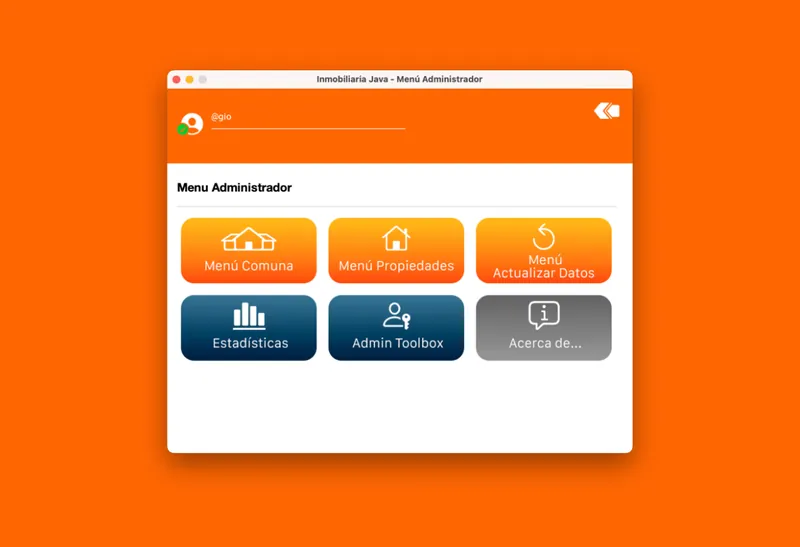 Inmobiliaria Java - Menú Administrador
@gio
Menu Administrador
Menú Comuna
Menú Propiedades
Menú
Actualizar Datos
Estadísticas
Admin Toolbox
Acerca de...